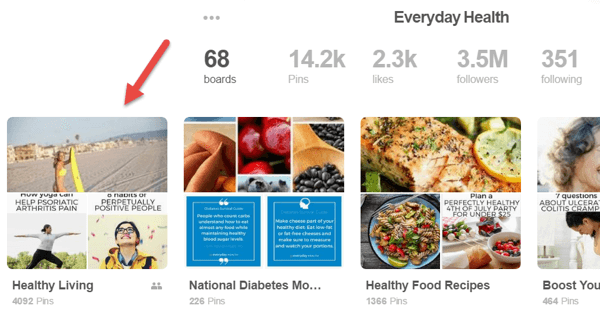 Everyday Health
68
boards
14.2k
Pins
2.3k
likes
3.5M
followers
351
following
How yoga can
HELP PSORIATIC
ARTHRITIS PAIN
8 habits of
PERPETUALLY
POSITIVE PEOPLE
People who count carbs
understand how to eat
almost any food while
maintaining healthy
blood sugar levels
Make cheese part of your
healthy diet: Eat low-fat
or fat-free cheeses and
make sure to measure
and watch your portions.
Plan a
PERFECTLY HEALTHY
4TH OF JULY PARTY
FOR UNDER $25
7 questions
ABOUT ULCERA
COLITIS CRAMP
Healthy Living
4092 Pins
National Diabetes Mo...
226 Pins
Healthy Food Recipes
1366 Pins
Boost You
464 Pins